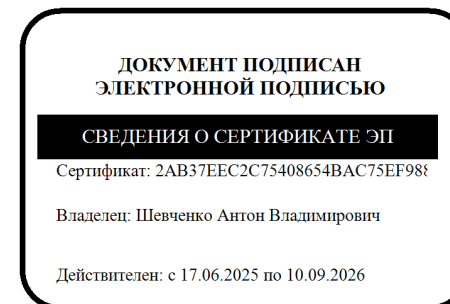 ДОКУМЕНТ ПОДПИСАН
ЭЛЕКТРОННОЙ ПОДПИСЬЮ
СВЕДЕНИЯ О СЕРТИФИКАТЕ ЭП
Сертификат: 2AB37EEC2C75408654BAC75EF988
Владелец: Шевченко Антон Владимирович
Действителен: с 17.06.2025 по 10.09.2026